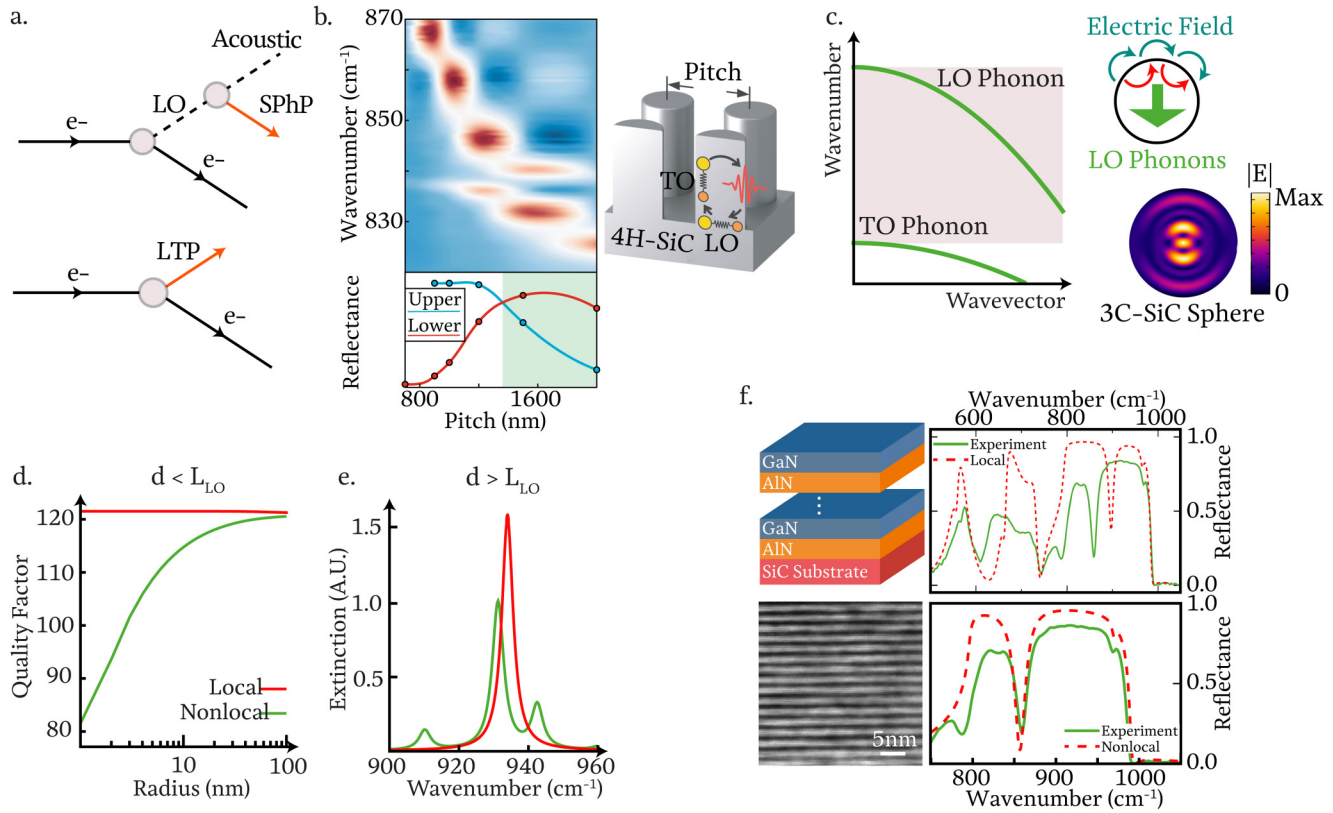 a.
Acoustic
LO
SPhP
e–
e–
LTP
e–
e–
b.
870
850
830
Wavenumber (cm⁻¹)
Reflectance
Upper
Lower
800
1600
Pitch (nm)
Pitch
TO
4H-SiC LO
c.
Wavenumber
LO Phonon
TO Phonon
Wavevector
Electric Field
LO Phonons
|E|
Max
0
3C-SiC Sphere
d.
d < L_LO
120
110
100
90
80
Quality Factor
Local
Nonlocal
10
100
Radius (nm)
e.
d > L_LO
1.5
1.0
0.5
Extinction (A.U.)
900
920
940
960
Wavenumber (cm⁻¹)
f.
GaN
AlN
GaN
AlN
SiC Substrate
5nm
Wavenumber (cm⁻¹)
600
800
1000
Experiment
Local
1.0
0.5
0.0
Reflectance
1.0
0.5
0.0
Reflectance
Experiment
Nonlocal
800
900
1000
Wavenumber (cm⁻¹)